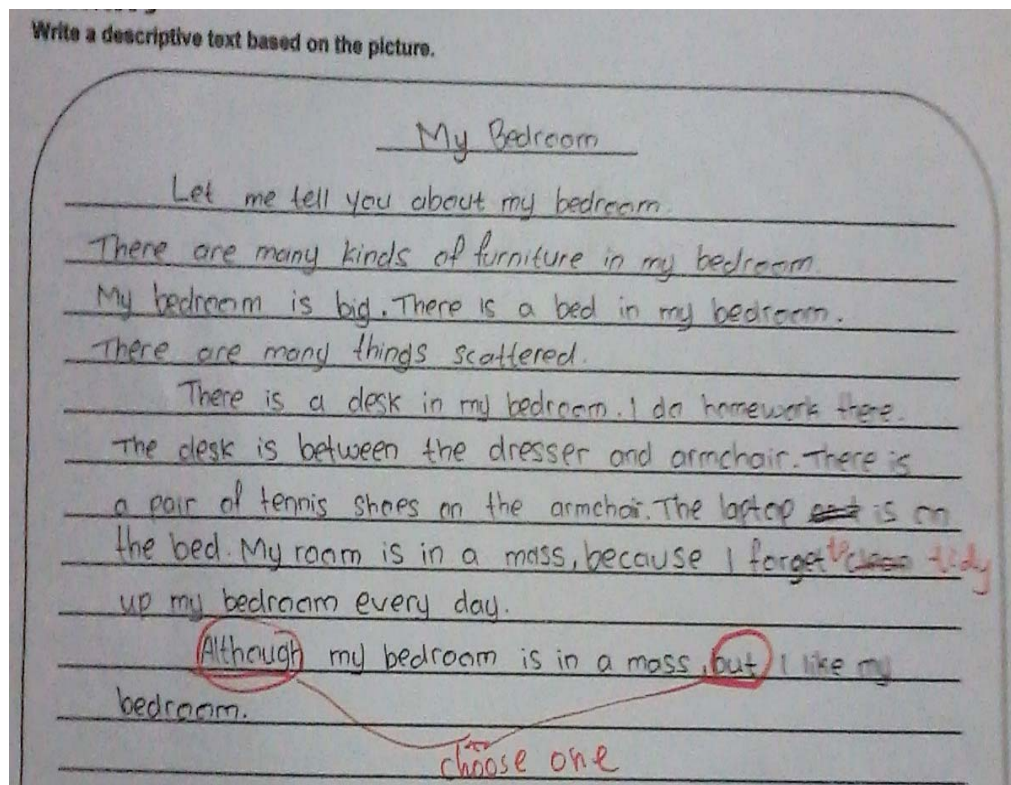 Write a descriptive text based on the picture.
My Bedroom
Let me tell you about my bedroom.
There are many kinds of furniture in my bedroom.
My bedroom is big. There is a bed in my bedroom.
There are many things scattered.
There is a desk in my bedroom. I do homework there.
The desk is between the dresser and armchair. There is
a pair of tennis shoes on the armchair. The laptop is on
the bed. My room is in a mass, because I forget to tidy
up my bedroom every day.
Although my bedroom is in a mass, but I like my
bedroom.
choose one